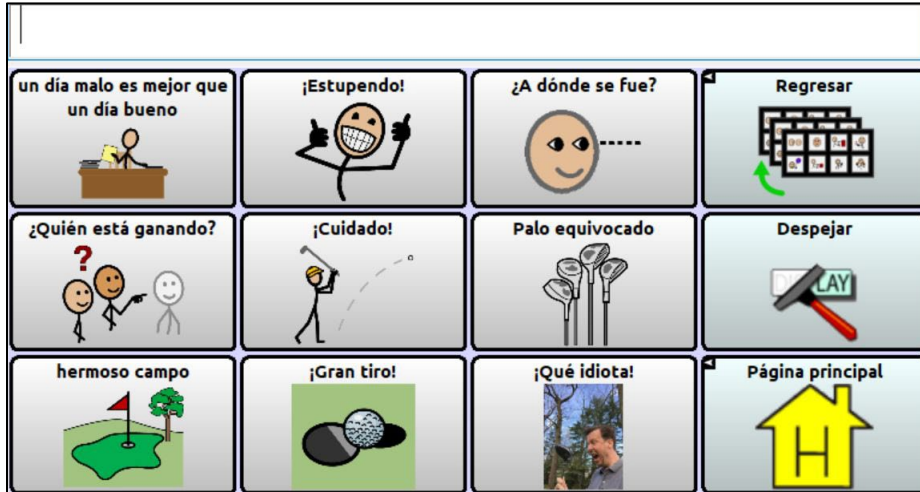 un día malo es mejor que
un día bueno
¡Estupendo!
¿A dónde se fue?
Regresar
¿Quién está ganando?
?
¡Cuidado!
Palo equivocado
Despejar
DISPLAY
hermoso campo
¡Gran tiro!
¡Qué idiota!
Página principal
H